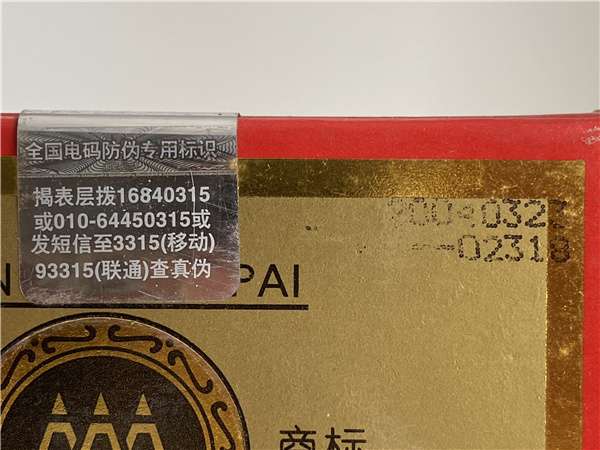 全国电码防伪专用标识
揭表层拨16840315
或010-64450315或
发短信至3315(移动)
93315(联通)查真伪
--02318
PAI
商标